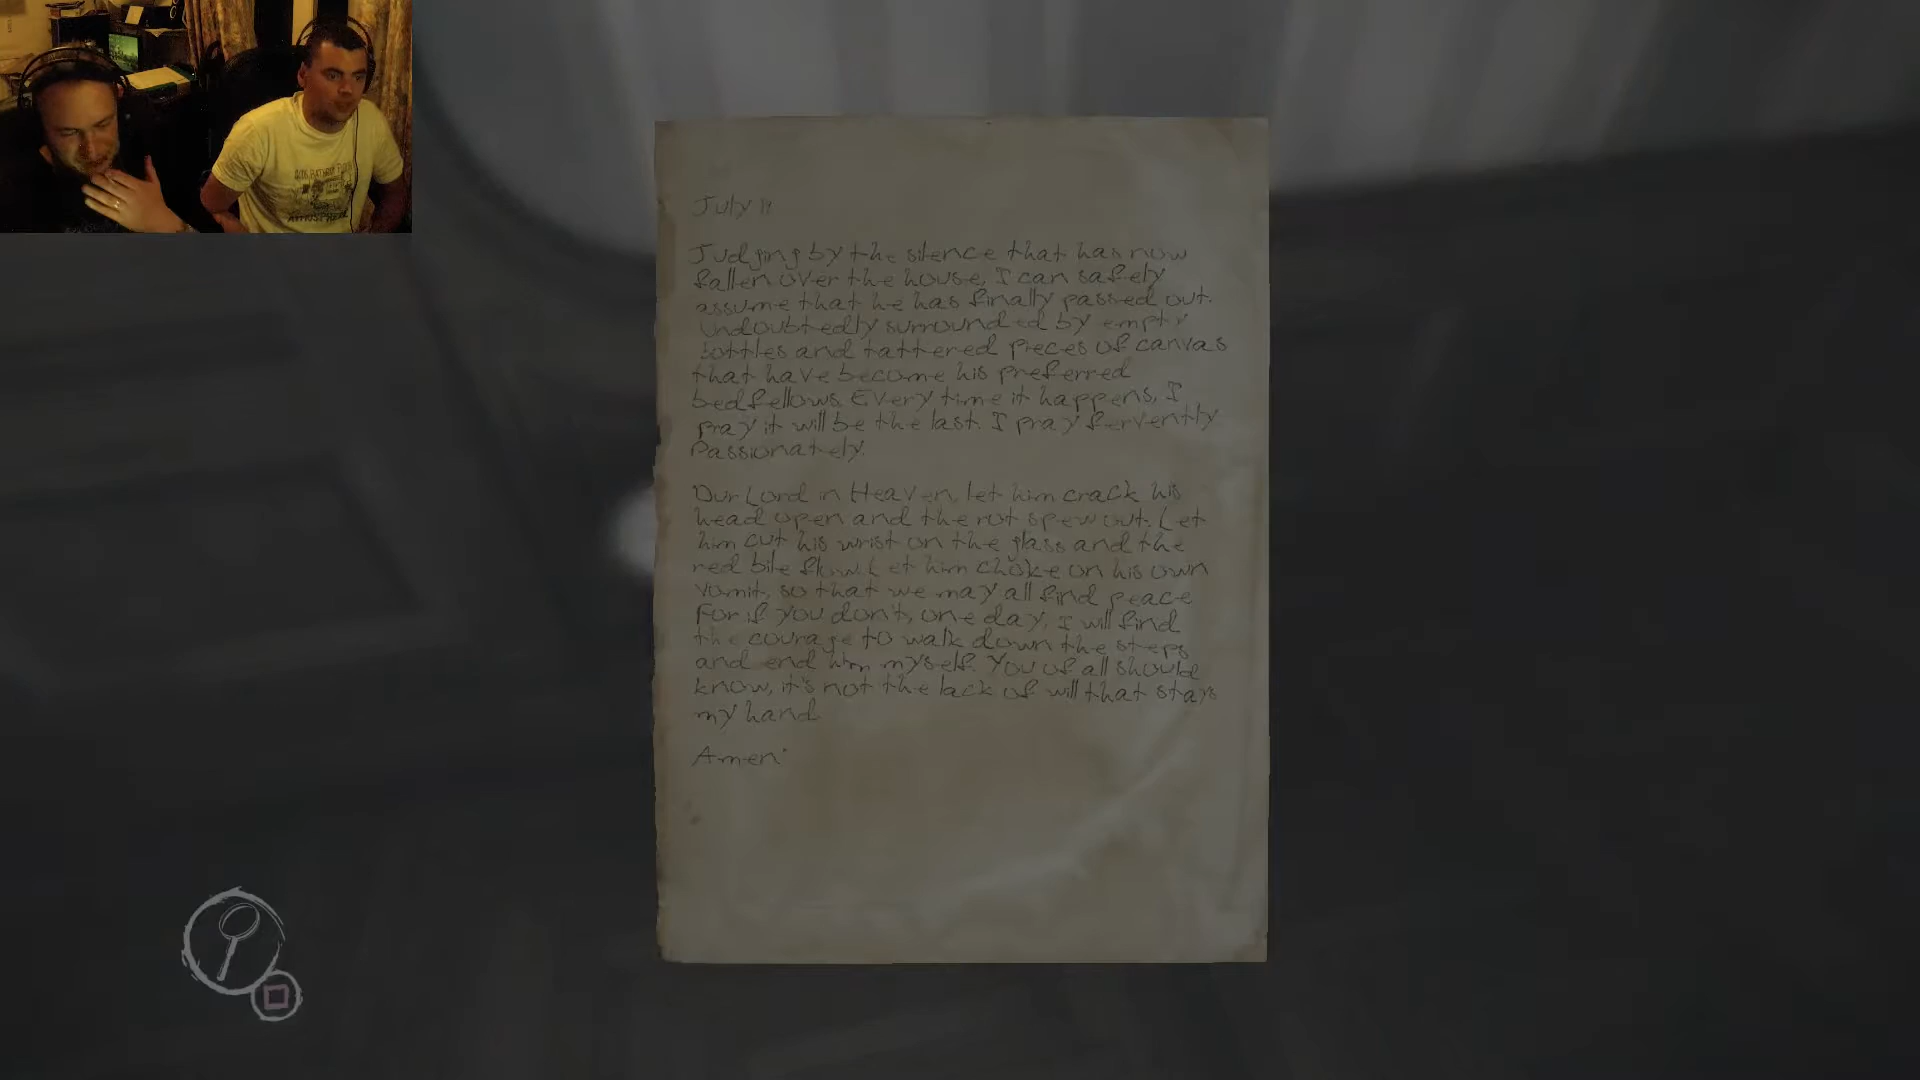 July 11
Judging by the silence that has now
fallen over the house, I can safely
assume that he has finally passed out.
Undoubtedly surrounded by empty
bottles and tattered pieces of canvas
that have become his preferred
bedfellows. Every time it happens, I
pray it will be the last. I pray fervently
Passionately.
Our Lord in Heaven, let him crack his
head open and the rot spew out. Let
him cut his wrist on the glass and the
red bile flow. Let him choke on his own
vomit, so that we may all find peace
For if you don't, one day, I will find
the courage to walk down the steps
and end him myself. You of all should
know, it's not the lack of will that stays
my hand
Amen
ATMOSPHERE